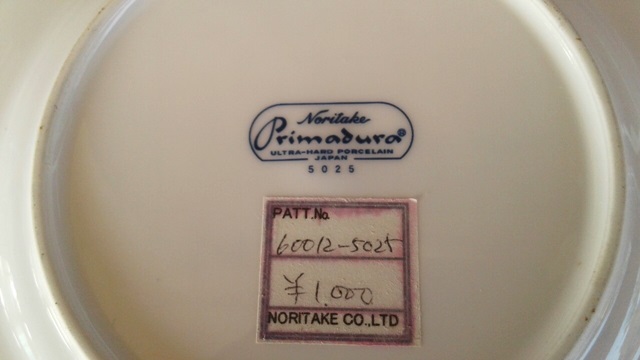 Noritake
Primadura®
ULTRA-HARD PORCELAIN
JAPAN
5025
PATT.No.
60012-5025
¥1.000
NORITAKE CO.,LTD